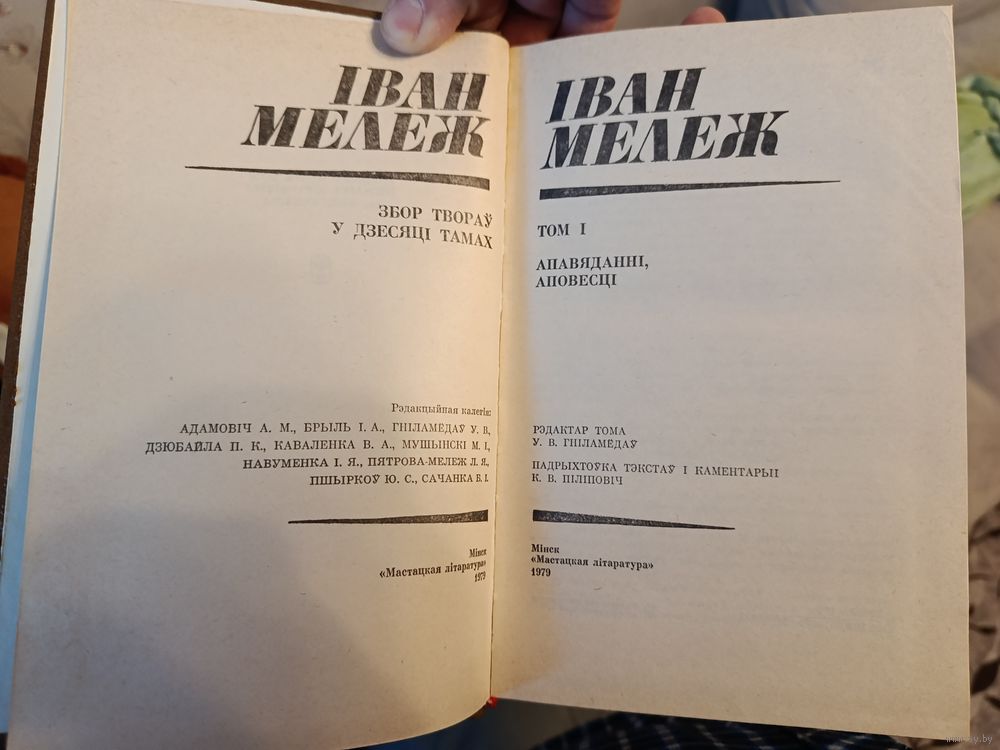 ІВАН
МЕЛЕЖ
ЗБОР ТВОРАЎ
У ДЗЕСЯЦІ ТАМАХ
Рэдакцыйная калегія:
АДАМОВІЧ А. М., БРЫЛЬ І. А., ГНІЛАМЁДАЎ У. В,
ДЗЮБАЙЛА П. К., КАВАЛЕНКА В. А., МУШЫНСКІ М. І,
НАВУМЕНКА І. Я., ПЯТРОВА-МЕЛЕЖ Л. Я.,
ПШЫРКОЎ Ю. С., САЧАНКА Б. І.
Мінск
«Мастацкая літаратура»
1979
ІВАН
МЕЛЕЖ
ТОМ І
АПАВЯДАННІ,
АПОВЕСЦІ
РЭДАКТАР ТОМА
У. В. ГНІЛАМЁДАЎ
ПАДРЫХТОЎКА ТЭКСТАЎ І КАМЕНТАРЫІ
К. В. ПІЛІПОВІЧ
Мінск
«Мастацкая літаратура»
1979